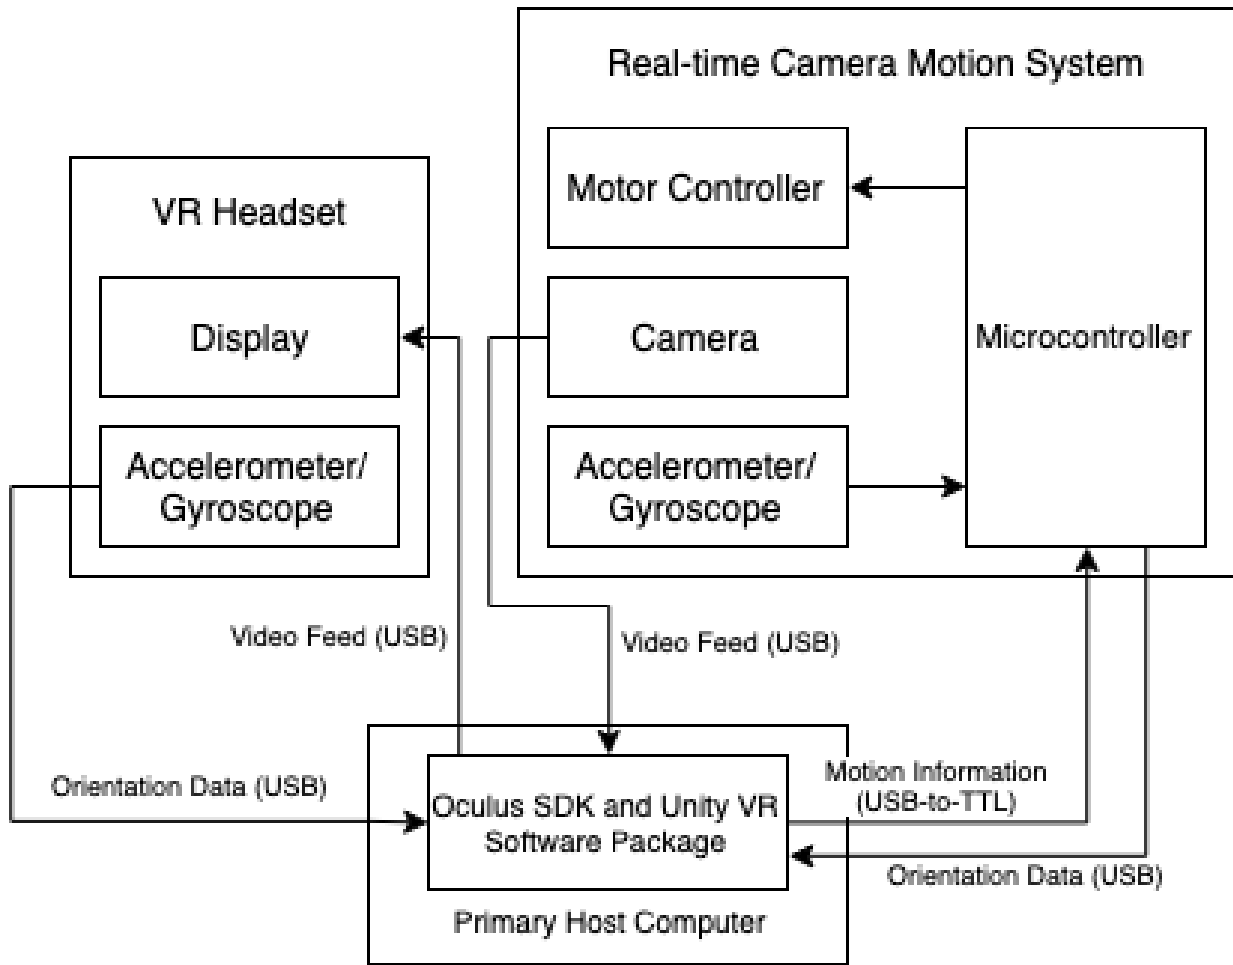 Real-time Camera Motion System
Motor Controller
VR Headset
Display
Camera
Microcontroller
Accelerometer/
Gyroscope
Accelerometer/
Gyroscope
Video Feed (USB)
Video Feed (USB)
Orientation Data (USB)
Motion Information
(USB-to-TTL)
Oculus SDK and Unity VR
Software Package
Orientation Data (USB)
Primary Host Computer